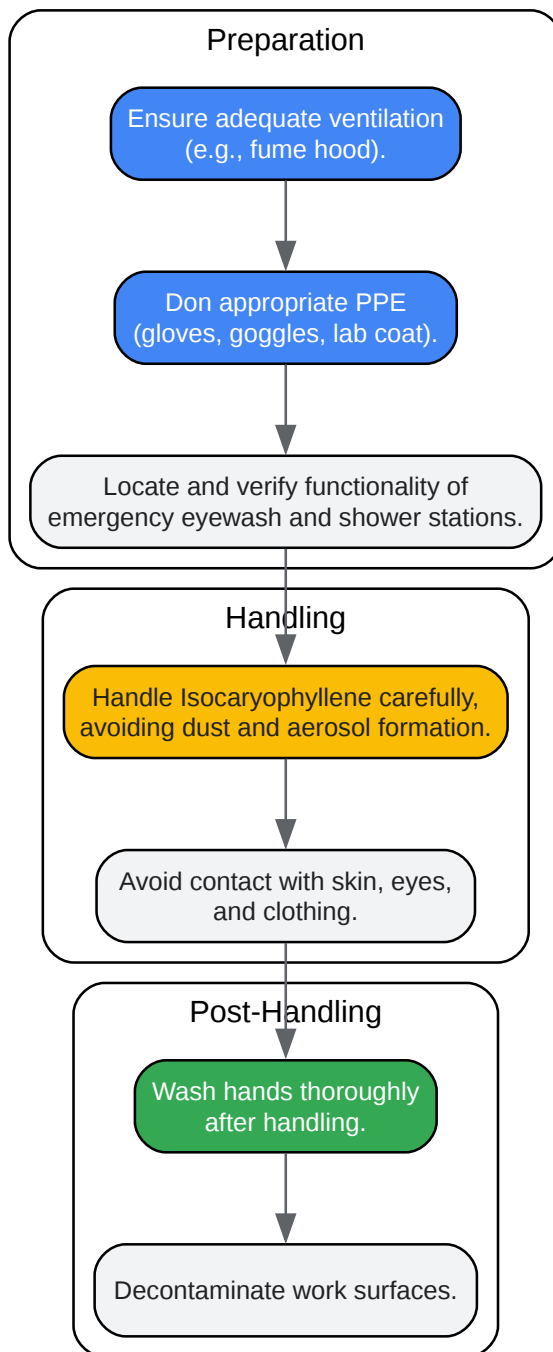 Preparation
Ensure adequate ventilation
(e.g., fume hood).
Don appropriate PPE
(gloves, goggles, lab coat).
Locate and verify functionality of
emergency eyewash and shower stations.
Handling
Handle Isocaryophyllene carefully,
avoiding dust and aerosol formation.
Avoid contact with skin, eyes,
and clothing.
Post-Handling
Wash hands thoroughly
after handling.
Decontaminate work surfaces.